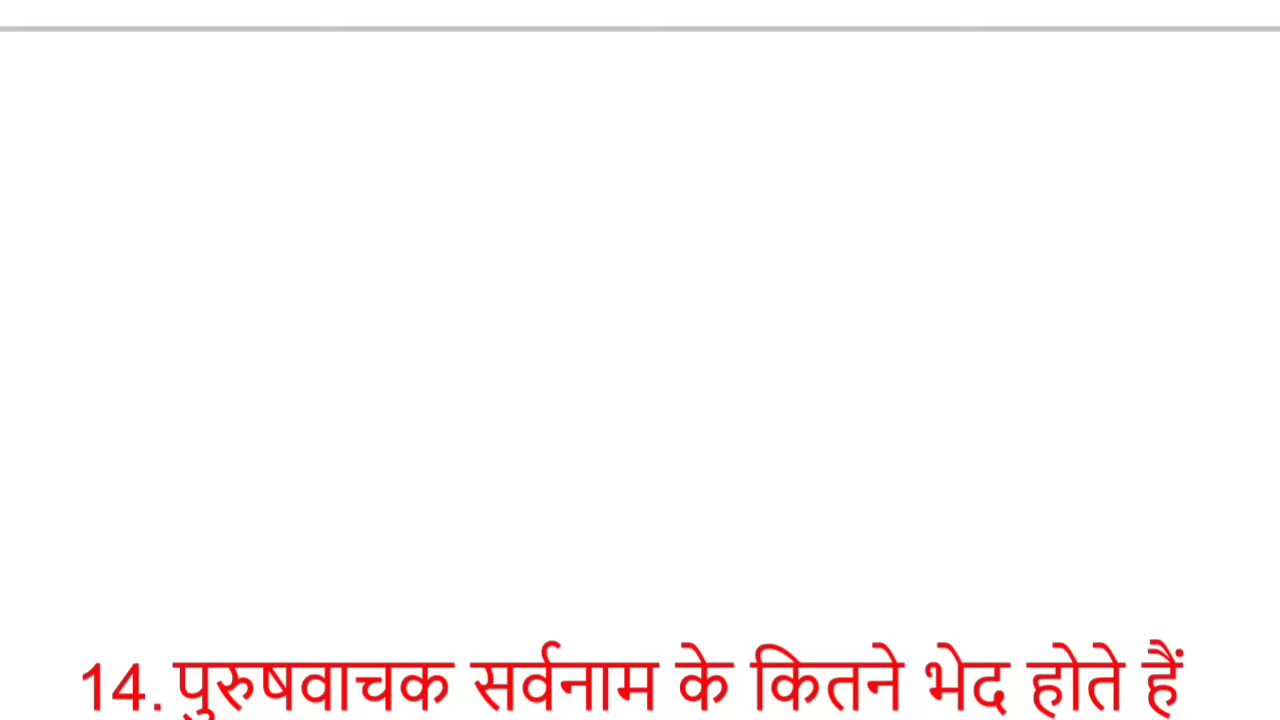 14. पुरुषवाचक सर्वनाम के कितने भेद होते हैं